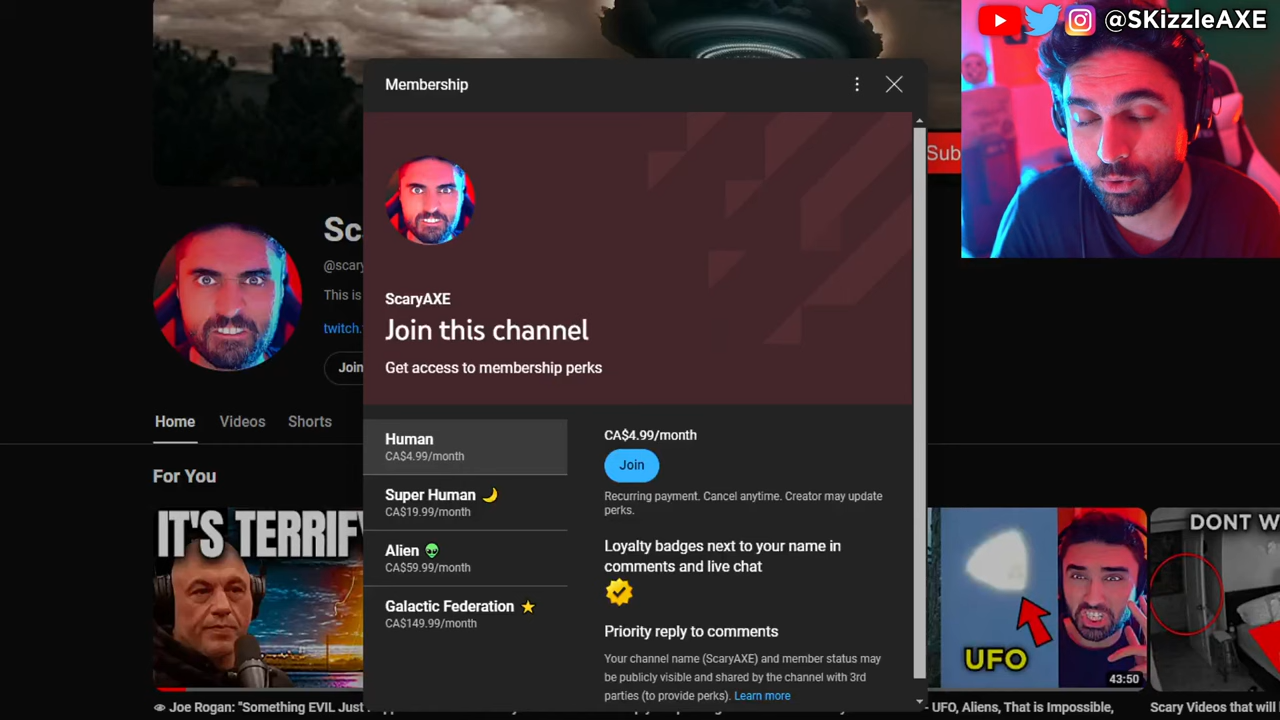 @SKizzleAXE
Membership
Sub
Sc
@scary
This is
twitch.
Join
ScaryAXE
Join this channel
Get access to membership perks
Home Videos Shorts
Human
CA$4.99/month
Super Human 🌙
CA$19.99/month
Alien 👽
CA$59.99/month
Galactic Federation ⭐
CA$149.99/month
CA$4.99/month
Join
Recurring payment. Cancel anytime. Creator may update
perks.
Loyalty badges next to your name in
comments and live chat
Priority reply to comments
Your channel name (ScaryAXE) and member status may
be publicly visible and shared by the channel with 3rd
parties (to provide perks). Learn more
For You
IT'S TERRIFY
UFO
43:50
DONT W
Joe Rogan: "Something EVIL Just
- UFO, Aliens, That is Impossible,
Scary Videos that will